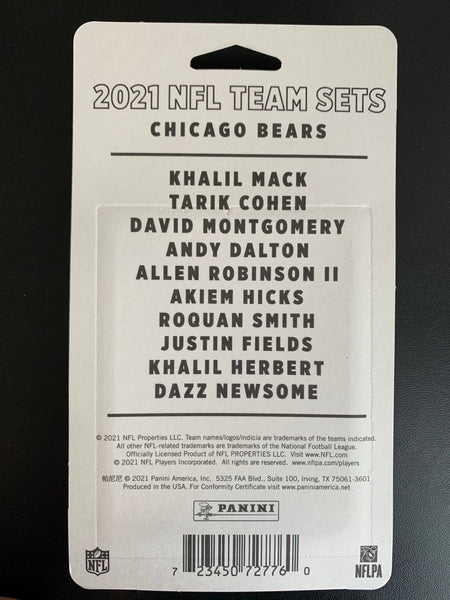 2021 NFL TEAM SETS
CHICAGO BEARS
KHALIL MACK
TARIK COHEN
DAVID MONTGOMERY
ANDY DALTON
ALLEN ROBINSON II
AKIEM HICKS
ROQUAN SMITH
JUSTIN FIELDS
KHALIL HERBERT
DAZZ NEWSOME
© 2021 NFL Properties LLC. Team names/logos/indicia are trademarks of the teams indicated.
All other NFL-related trademarks are trademarks of the National Football League.
Officially Licensed Product of NFL PROPERTIES LLC. Visit www.NFL.com
© 2021 NFL Players Incorporated. All rights are reserved. www.nflpa.com/players
帕尼尼 © 2021 Panini America, Inc. 5325 FAA Blvd., Suite 100, Irving, TX 75061-3601
Produced in the USA. For Conformity Certificate visit www.paniniamerica.net
PANINI
NFL
7 23450 72776 0
NFLPA